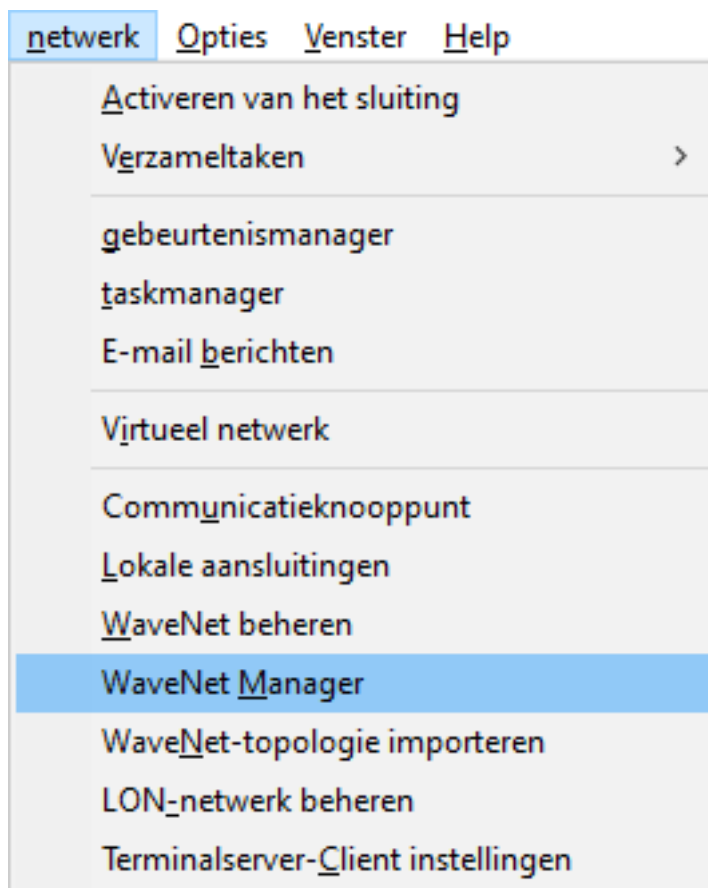 netwerk Opties Venster Help
Activeren van het sluiting
Verzameltaken
gebeurtenismanager
taskmanager
E-mail berichten
Virtueel netwerk
Communicatieknooppunt
Lokale aansluitingen
WaveNet beheren
WaveNet Manager
WaveNet-topologie importeren
LON-netwerk beheren
Terminalserver-Client instellingen